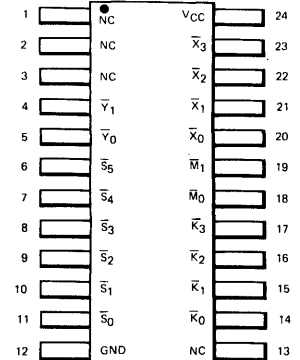 1 NC VCC 24
2 NC X̅3 23
3 NC X̅2 22
4 Y̅1 X̅1 21
5 Y̅0 X̅0 20
6 S̅5 M̅1 19
7 S̅4 M̅0 18
8 S̅3 K̅3 17
9 S̅2 K̅2 16
10 S̅1 K̅1 15
11 S̅0 K̅0 14
12 GND NC 13